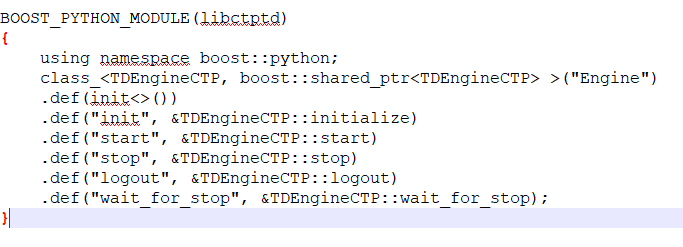 BOOST_PYTHON_MODULE(libctptd)
{
    using namespace boost::python;
    class_<TDEngineCTP, boost::shared_ptr<TDEngineCTP> >("Engine")
    .def(init<>())
    .def("init", &TDEngineCTP::initialize)
    .def("start", &TDEngineCTP::start)
    .def("stop", &TDEngineCTP::stop)
    .def("logout", &TDEngineCTP::logout)
    .def("wait_for_stop", &TDEngineCTP::wait_for_stop);
}